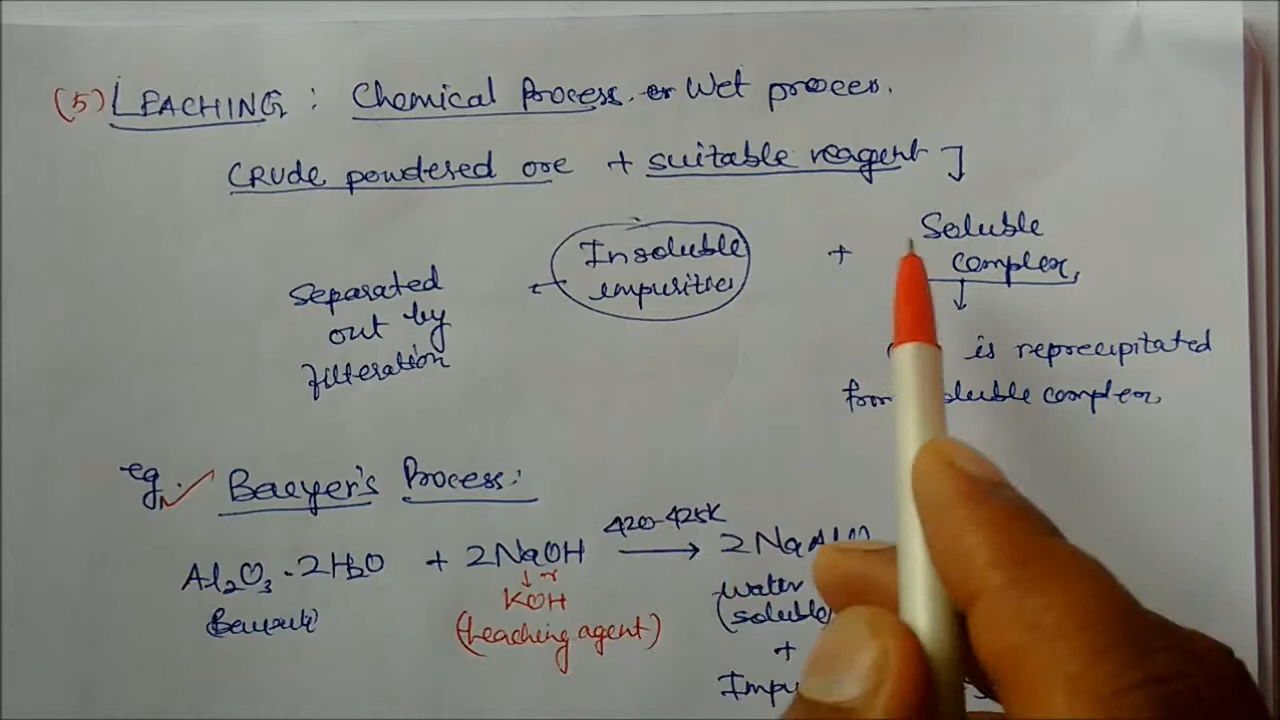 (5) LEACHING : Chemical Process. or Wet process.
CRude powdered ore + suitable reagent ]
Insoluble impurities + Soluble complex,
Separated out by filteration
is reprecipitated
from soluble complex,
eg. Baeyer's Process:
Al₂O₃·2H₂O + 2NaOH 420-425K → 2NaAlO
Bauxite
↓ or
KOH
(leaching agent)
water
(soluble)
+
Impu